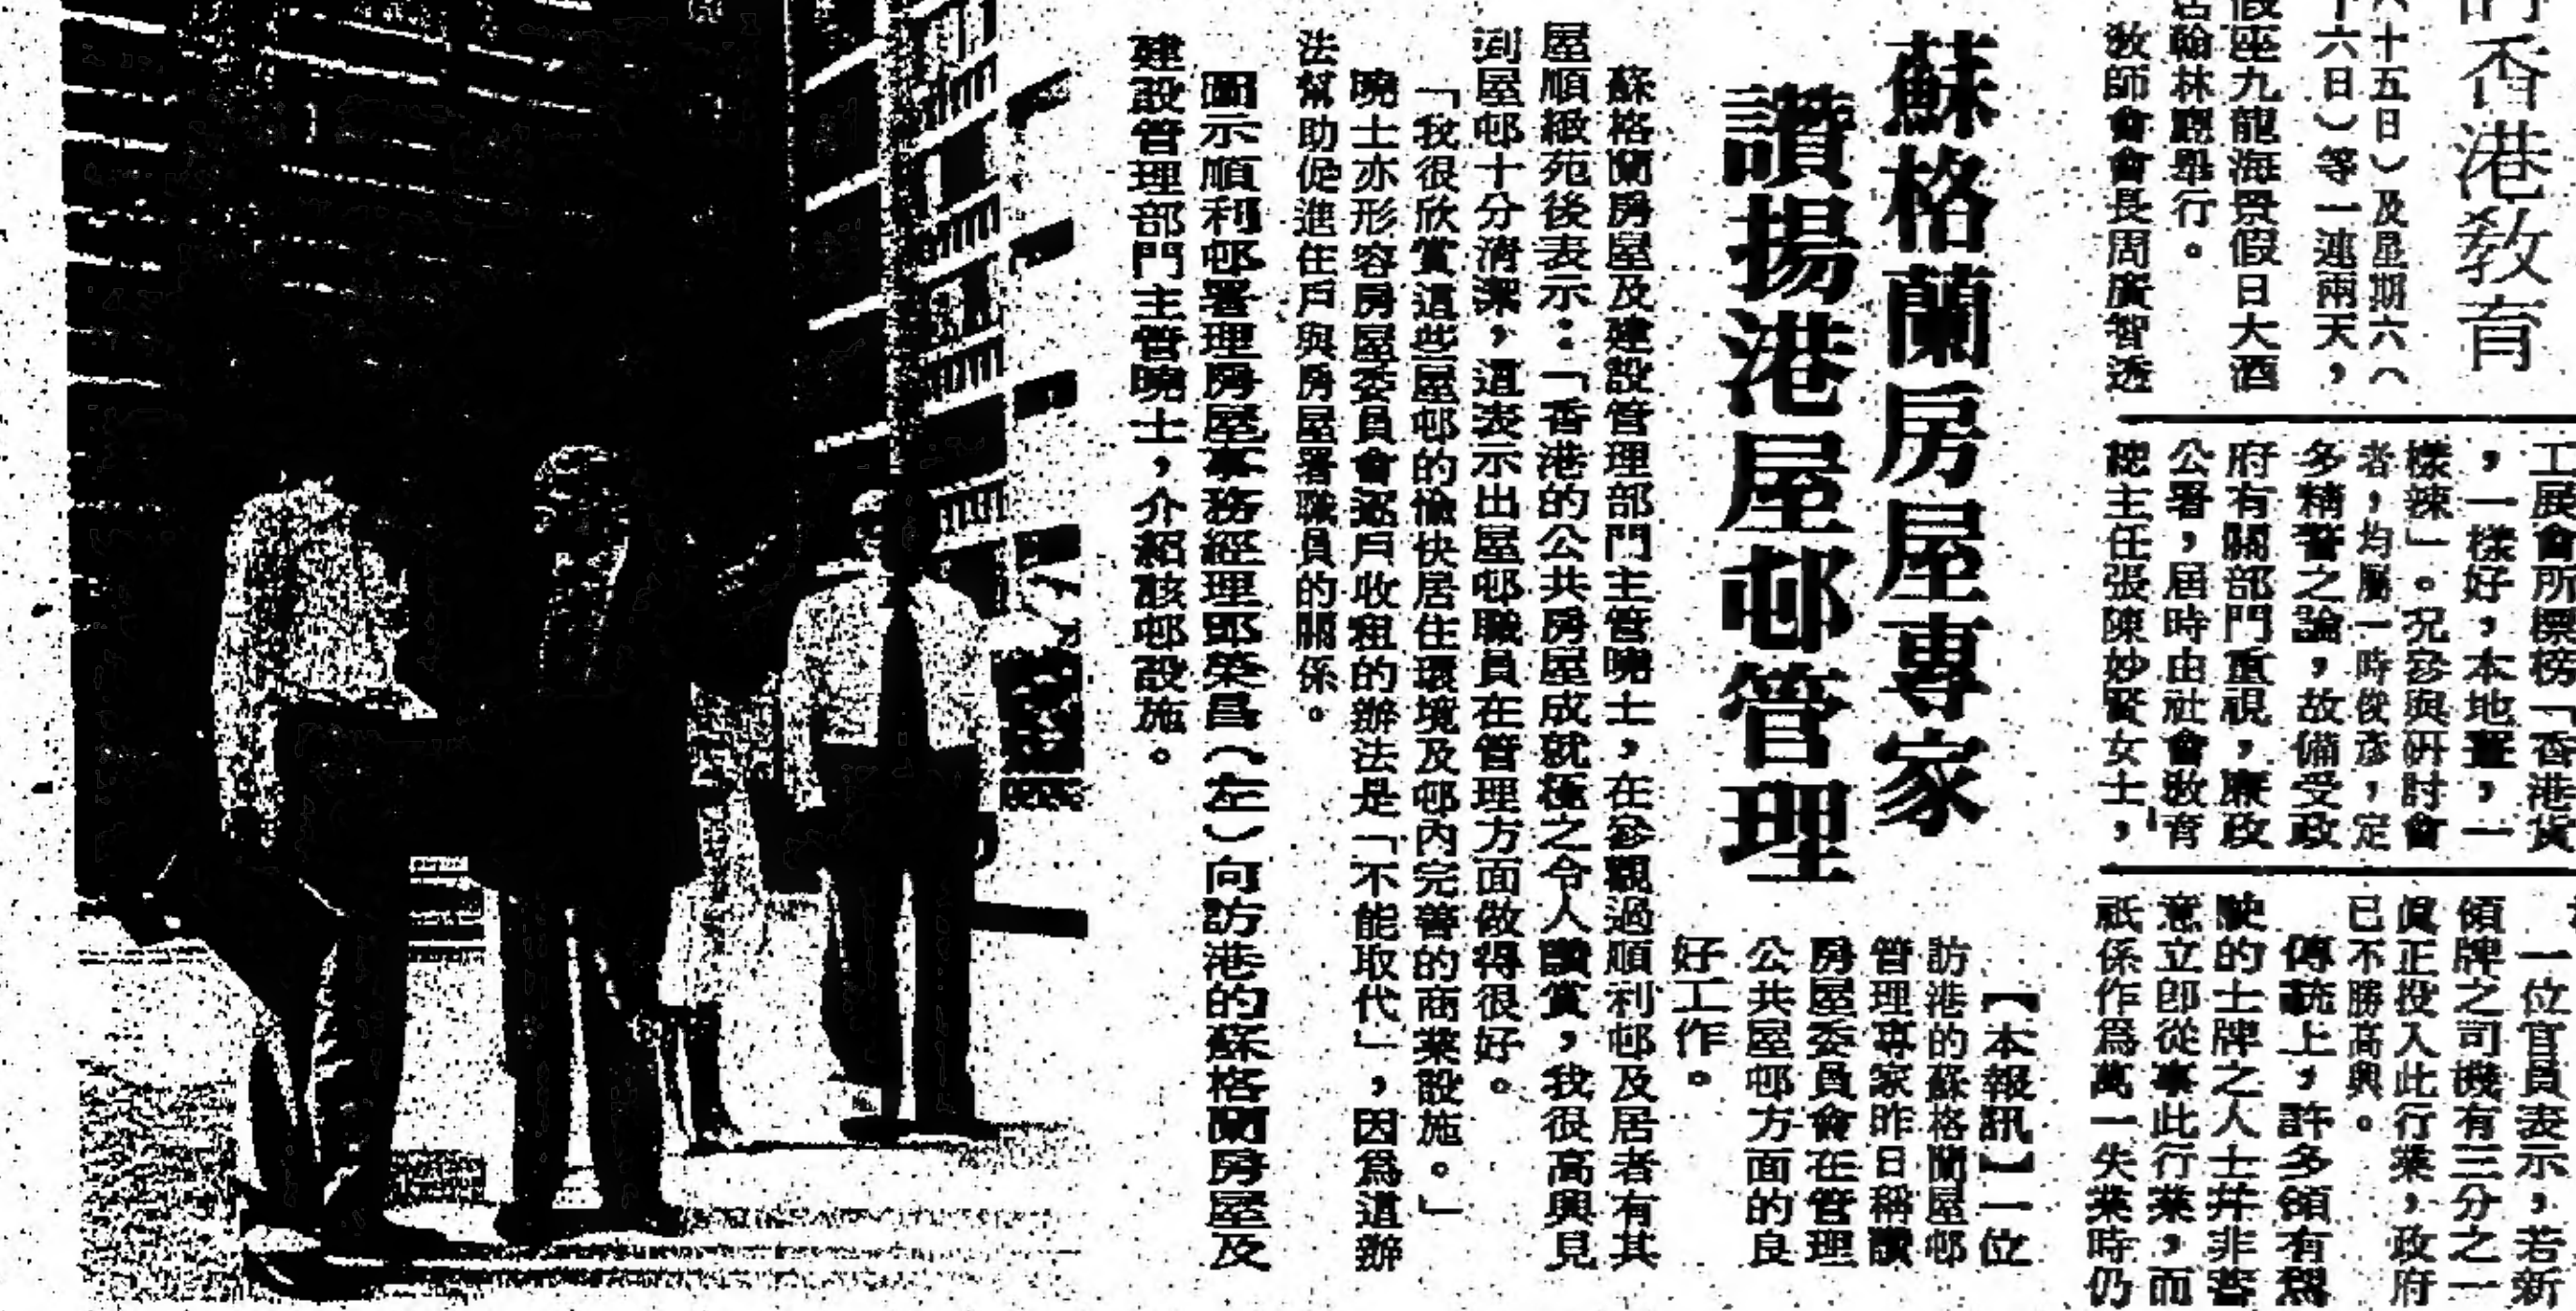 的香港教育
十五日）及星期六（
十六日）等一連兩天，
假座九龍海景假日大酒
店翰林廳舉行。
教師會會長周廣智透
工展會所標榜「香港貨
，一樣好，本地薑，一
樣辣」。況參與研討會
者，均屬一時俊彥，定
多精警之論，故備受政
府有關部門重視，廉政
公署，屆時由社會教育
總主任張陳妙賢女士，
一位官員表示，若新
領牌之司機有三分之一
眞正投入此行業，政府
已不勝高興。
傳統上，許多領有駕
駛的士牌之人士并非蓄
意立即從事此行業，而
祇係作爲萬一失業時仍
蘇格蘭房屋專家
讚揚港屋邨管理
【本報訊】一位
訪港的蘇格蘭屋邨
管理專家昨日稱讚
房屋委員會在管理
公共屋邨方面的良
好工作。
蘇格蘭房屋及建設管理部門主管曉士，在參觀過順利邨及居者有其
屋順緻苑後表示：「香港的公共房屋成就極之令人讚賞，我很高興見
到屋邨十分清潔，這表示出屋邨職員在管理方面做得很好。
「我很欣賞這些屋邨的愉快居住環境及邨內完善的商業設施。」
曉士亦形容房屋委員會逐戶收租的辦法是「不能取代」，因爲這辦
法幫助促進住戶與房屋署職員的關係。
圖示順利邨署理房屋事務經理鄧榮昌（左）向訪港的蘇格蘭房屋及
建設管理部門主管曉士，介紹該邨設施。